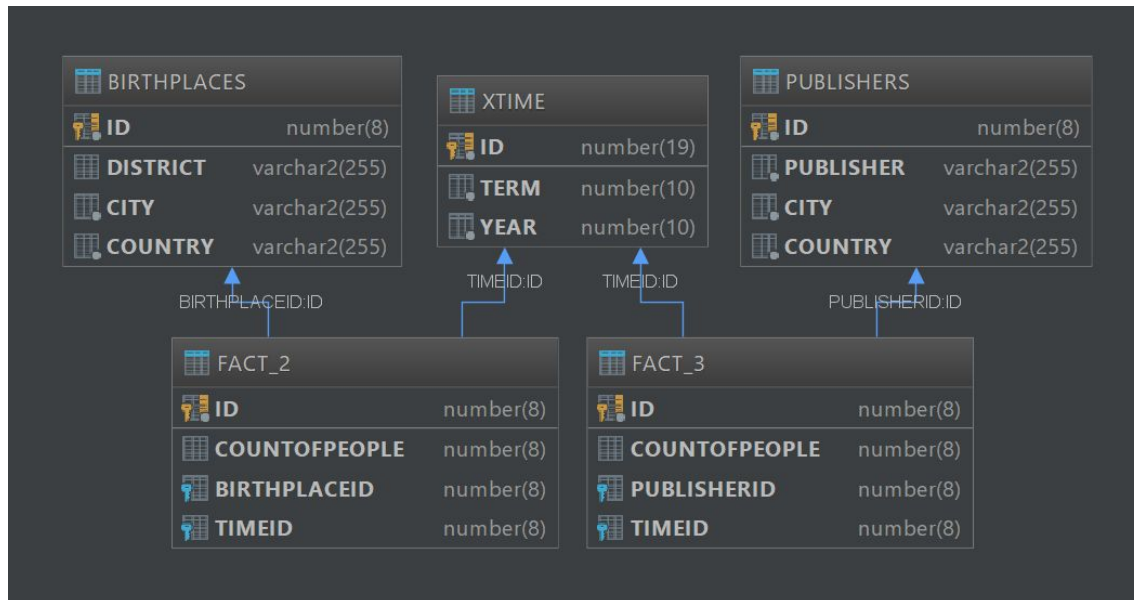 BIRTHPLACES
ID number(8)
DISTRICT varchar2(255)
CITY varchar2(255)
COUNTRY varchar2(255)
XTIME
ID number(19)
TERM number(10)
YEAR number(10)
PUBLISHERS
ID number(8)
PUBLISHER varchar2(255)
CITY varchar2(255)
COUNTRY varchar2(255)
BIRTHPLACEID:ID
TIMEID:ID
TIMEID:ID
PUBLISHERID:ID
FACT_2
ID number(8)
COUNTOFPEOPLE number(8)
BIRTHPLACEID number(8)
TIMEID number(8)
FACT_3
ID number(8)
COUNTOFPEOPLE number(8)
PUBLISHERID number(8)
TIMEID number(8)